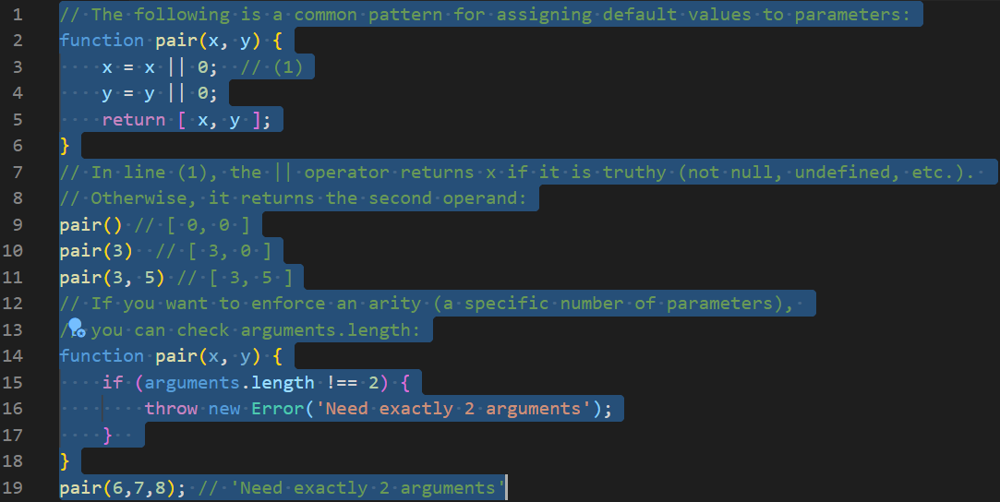 1 // The following is a common pattern for assigning default values to parameters:
2 function pair(x, y) {
3     x = x || 0;  // (1)
4     y = y || 0;
5     return [ x, y ];
6 }
7 // In line (1), the || operator returns x if it is truthy (not null, undefined, etc.).
8 // Otherwise, it returns the second operand:
9 pair() // [ 0, 0 ]
10 pair(3)  // [ 3, 0 ]
11 pair(3, 5) // [ 3, 5 ]
12 // If you want to enforce an arity (a specific number of parameters),
13 // you can check arguments.length:
14 function pair(x, y) {
15     if (arguments.length !== 2) {
16         throw new Error('Need exactly 2 arguments');
17     }
18 }
19 pair(6,7,8); // 'Need exactly 2 arguments'